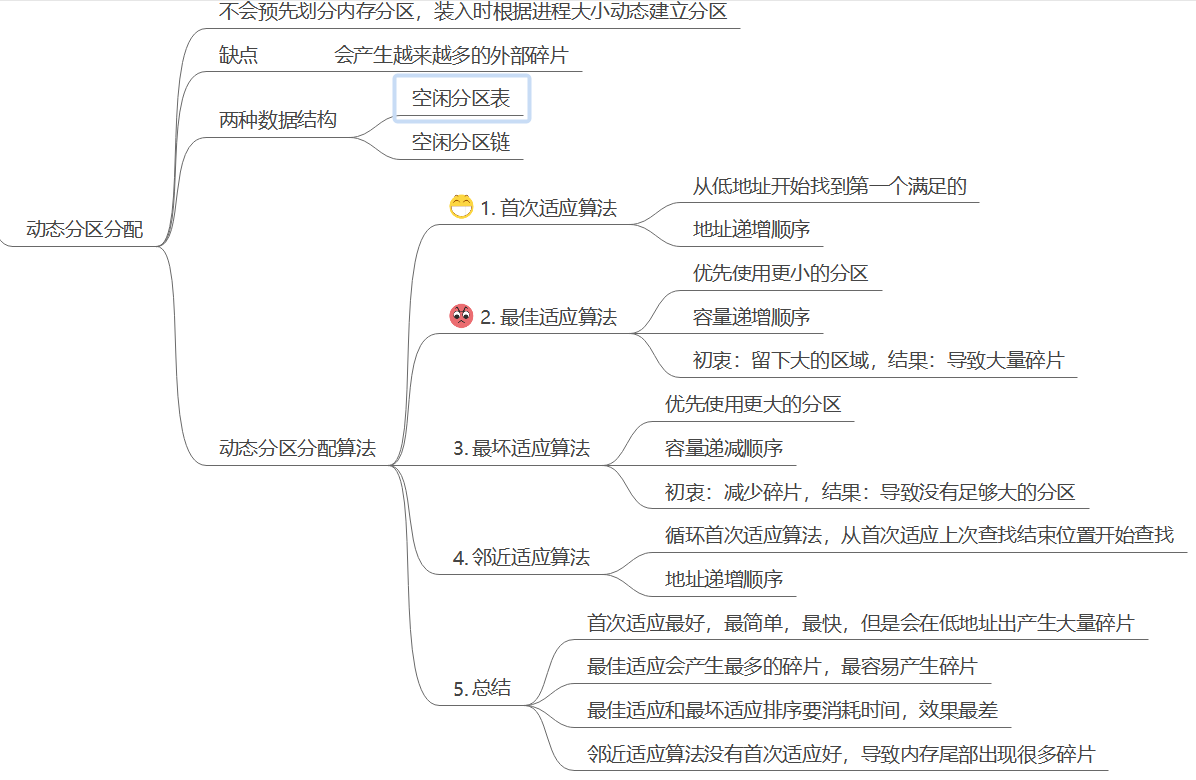 不会预先划分内存分区，装入时根据进程大小动态建立分区
缺点 会产生越来越多的外部碎片
两种数据结构
空闲分区表
空闲分区链
动态分区分配
动态分区分配算法
1. 首次适应算法
从低地址开始找到第一个满足的
地址递增顺序
2. 最佳适应算法
优先使用更小的分区
容量递增顺序
初衷：留下大的区域，结果：导致大量碎片
3. 最坏适应算法
优先使用更大的分区
容量递减顺序
初衷：减少碎片，结果：导致没有足够大的分区
4. 邻近适应算法
循环首次适应算法，从首次适应上次查找结束位置开始查找
地址递增顺序
5. 总结
首次适应最好，最简单，最快，但是会在低地址出产生大量碎片
最佳适应会产生最多的碎片，最容易产生碎片
最佳适应和最坏适应排序要消耗时间，效果最差
邻近适应算法没有首次适应好，导致内存尾部出现很多碎片